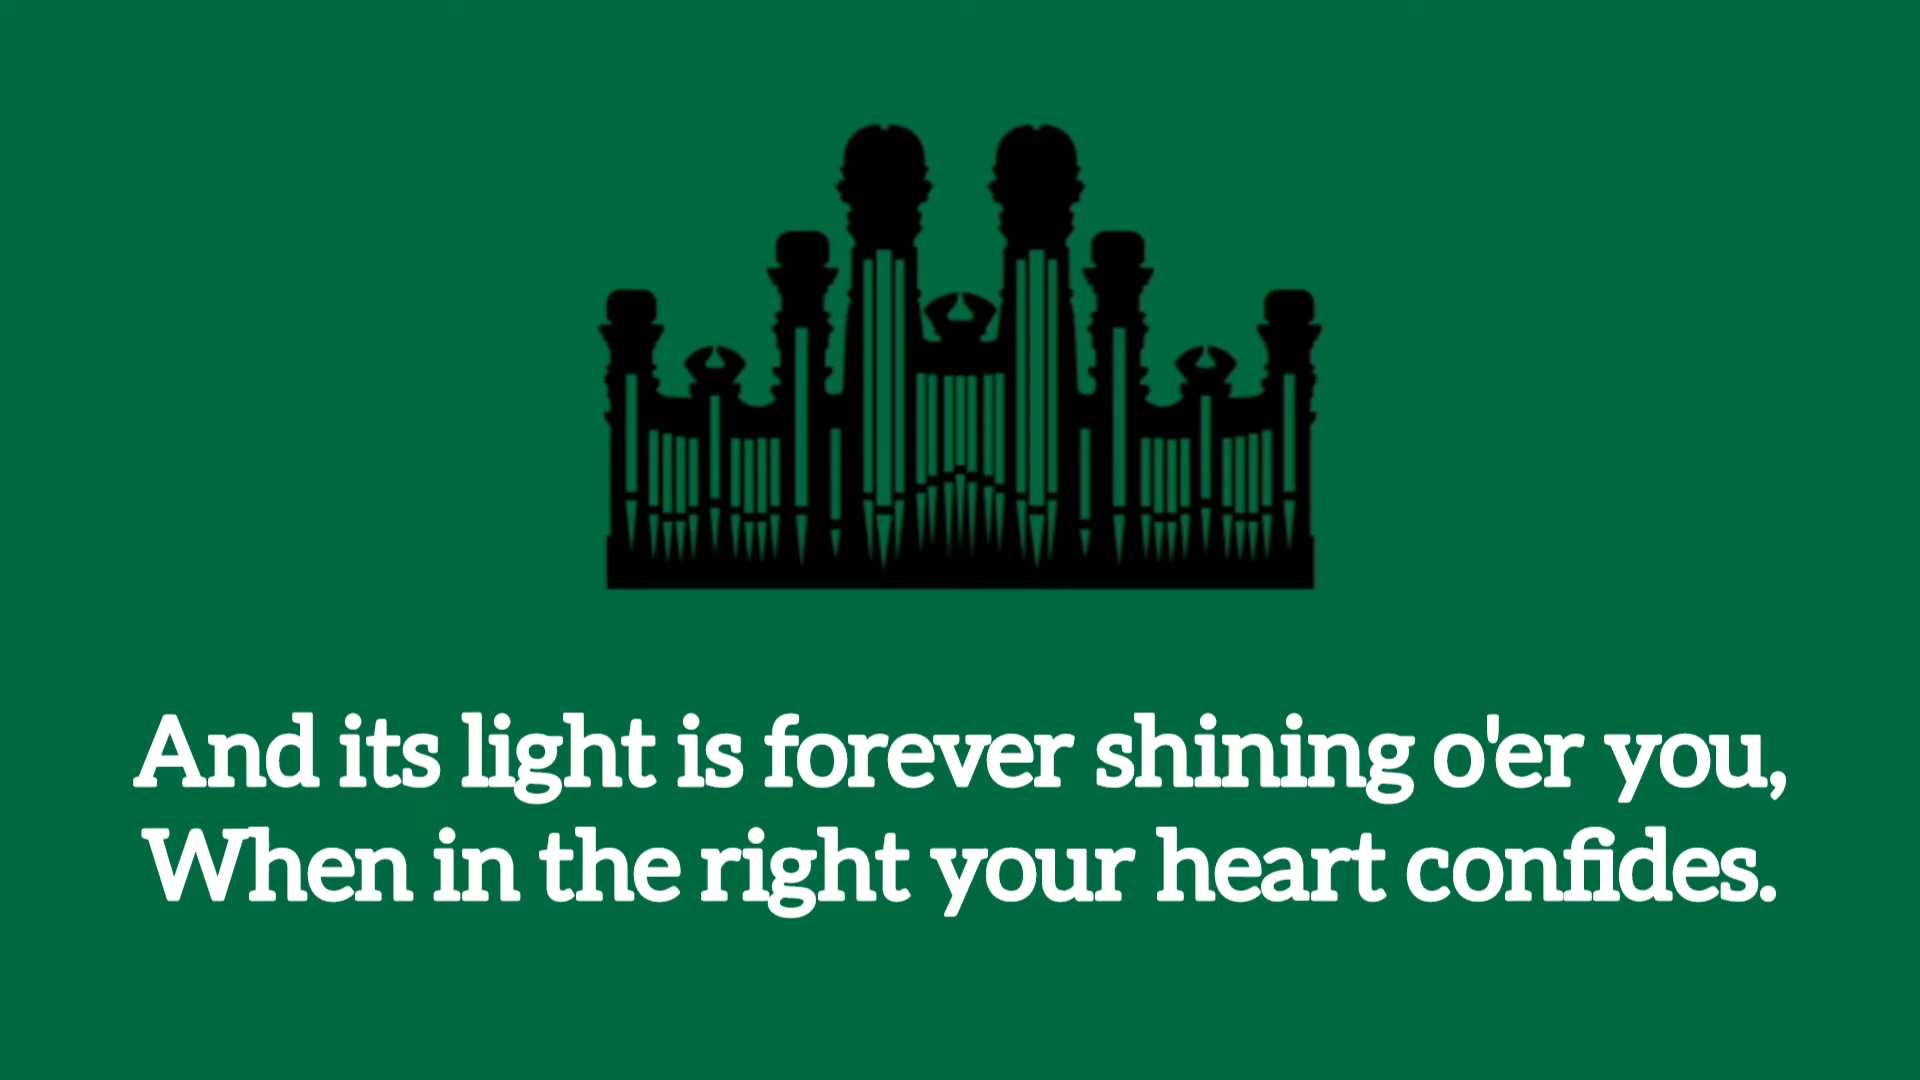 And its light is forever shining o'er you,
When in the right your heart confides.